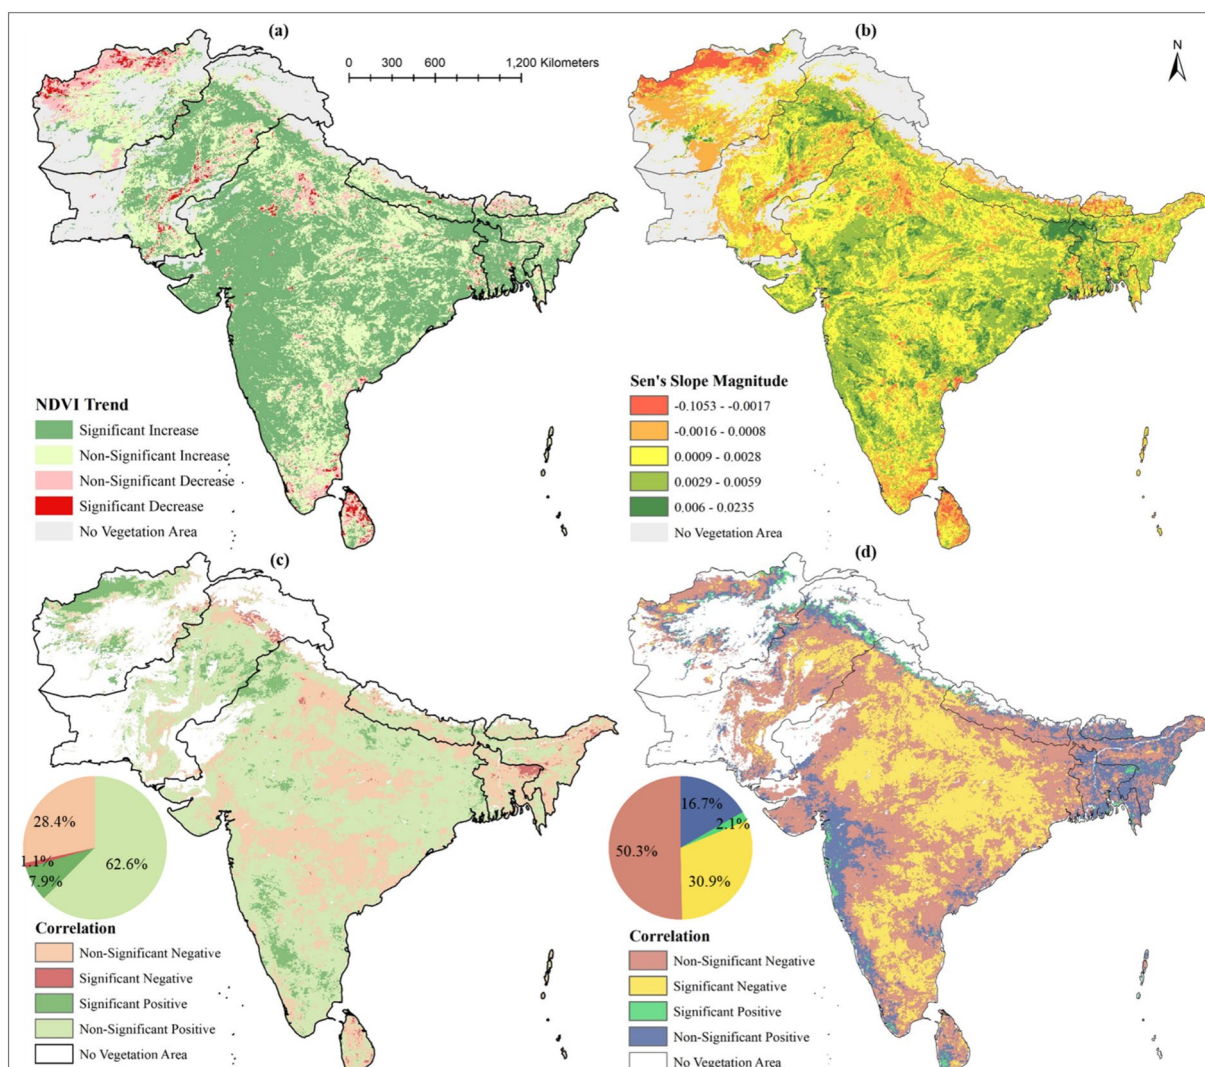 (a)
0 300 600 1,200 Kilometers
NDVI Trend
Significant Increase
Non-Significant Increase
Non-Significant Decrease
Significant Decrease
No Vegetation Area
(b)
N
Sen's Slope Magnitude
-0.1053 - -0.0017
-0.0016 - 0.0008
0.0009 - 0.0028
0.0029 - 0.0059
0.006 - 0.0235
No Vegetation Area
(c)
28.4%
1.1%
7.9%
62.6%
Correlation
Non-Significant Negative
Significant Negative
Significant Positive
Non-Significant Positive
No Vegetation Area
(d)
16.7%
2.1%
50.3%
30.9%
Correlation
Non-Significant Negative
Significant Negative
Significant Positive
Non-Significant Positive
No Vegetation Area